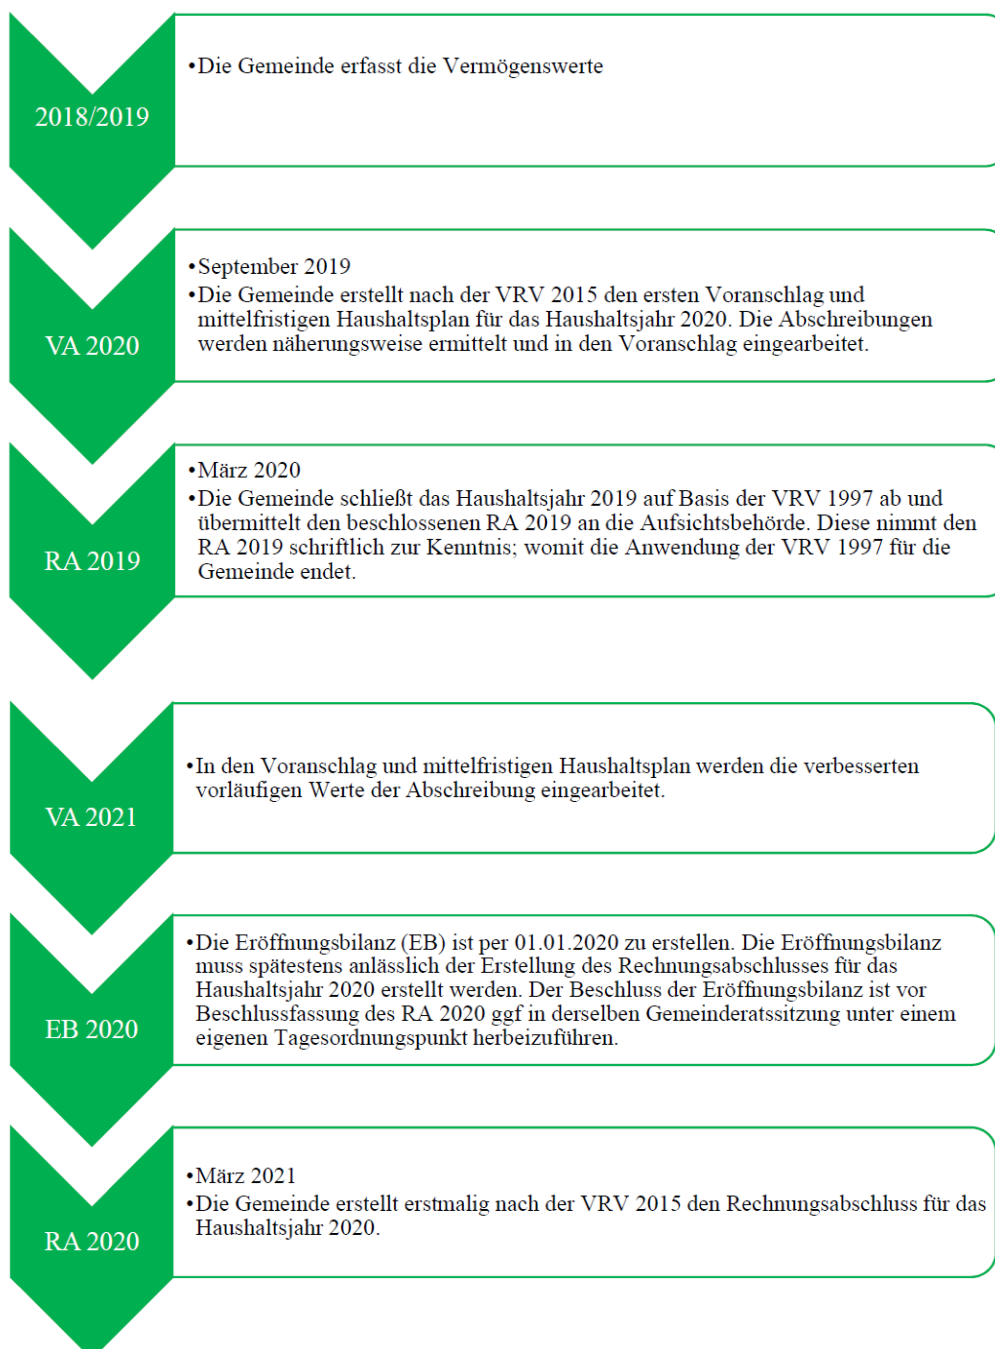 2018/2019
•Die Gemeinde erfasst die Vermögenswerte
VA 2020
•September 2019
•Die Gemeinde erstellt nach der VRV 2015 den ersten Voranschlag und
mittelfristigen Haushaltsplan für das Haushaltsjahr 2020. Die Abschreibungen
werden näherungsweise ermittelt und in den Voranschlag eingearbeitet.
RA 2019
•März 2020
•Die Gemeinde schließt das Haushaltsjahr 2019 auf Basis der VRV 1997 ab und
übermittelt den beschlossenen RA 2019 an die Aufsichtsbehörde. Diese nimmt den
RA 2019 schriftlich zur Kenntnis; womit die Anwendung der VRV 1997 für die
Gemeinde endet.
VA 2021
•In den Voranschlag und mittelfristigen Haushaltsplan werden die verbesserten
vorläufigen Werte der Abschreibung eingearbeitet.
EB 2020
•Die Eröffnungsbilanz (EB) ist per 01.01.2020 zu erstellen. Die Eröffnungsbilanz
muss spätestens anlässlich der Erstellung des Rechnungsabschlusses für das
Haushaltsjahr 2020 erstellt werden. Der Beschluss der Eröffnungsbilanz ist vor
Beschlussfassung des RA 2020 ggf in derselben Gemeinderatssitzung unter einem
eigenen Tagesordnungspunkt herbeizuführen.
RA 2020
•März 2021
•Die Gemeinde erstellt erstmalig nach der VRV 2015 den Rechnungsabschluss für das
Haushaltsjahr 2020.